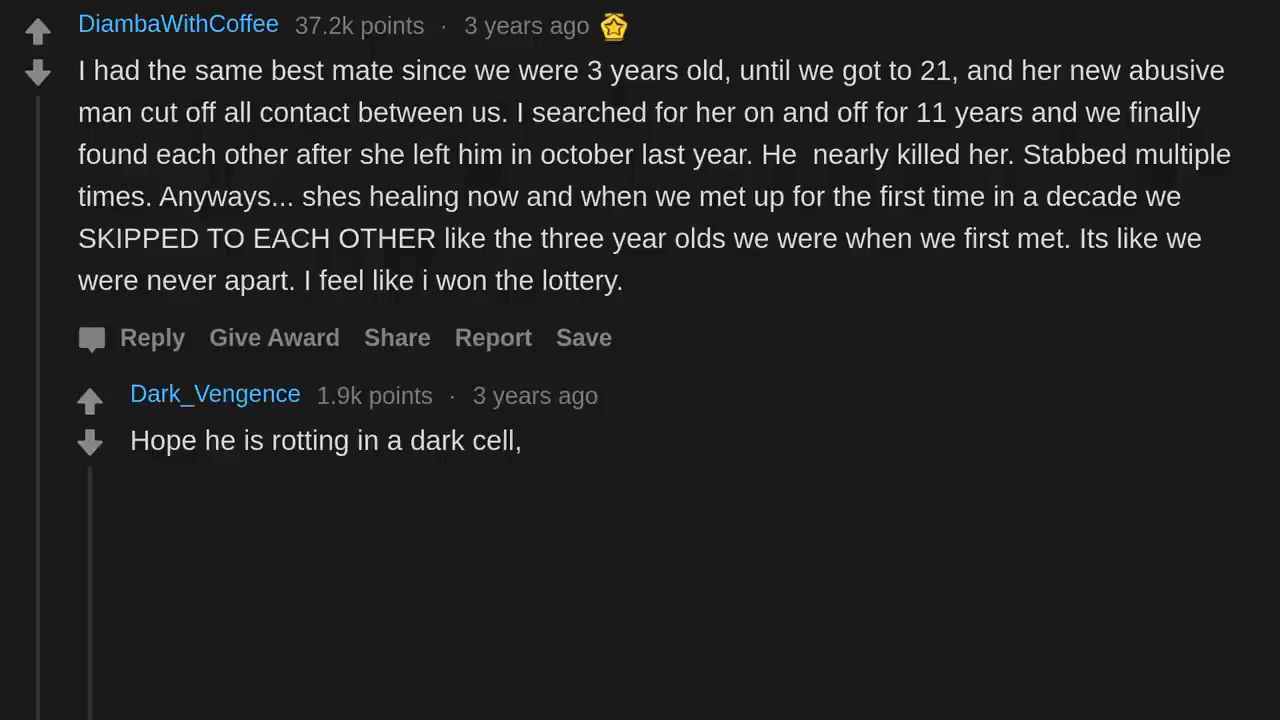 DiambaWithCoffee 37.2k points · 3 years ago
I had the same best mate since we were 3 years old, until we got to 21, and her new abusive
man cut off all contact between us. I searched for her on and off for 11 years and we finally
found each other after she left him in october last year. He  nearly killed her. Stabbed multiple
times. Anyways... shes healing now and when we met up for the first time in a decade we
SKIPPED TO EACH OTHER like the three year olds we were when we first met. Its like we
were never apart. I feel like i won the lottery.
Reply Give Award Share Report Save
Dark_Vengence 1.9k points · 3 years ago
Hope he is rotting in a dark cell,